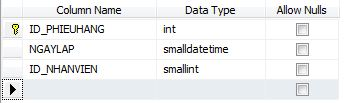 Column Name Data Type Allow Nulls
ID_PHIEUHANG int
NGAYLAP smalldatetime
ID_NHANVIEN smallint